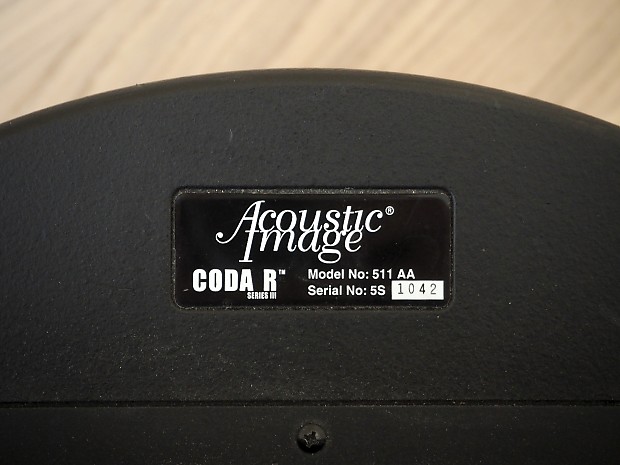 Acoustic®
Image
CODA R™
SERIES III
Model No: 511 AA
Serial No: 5S 1042